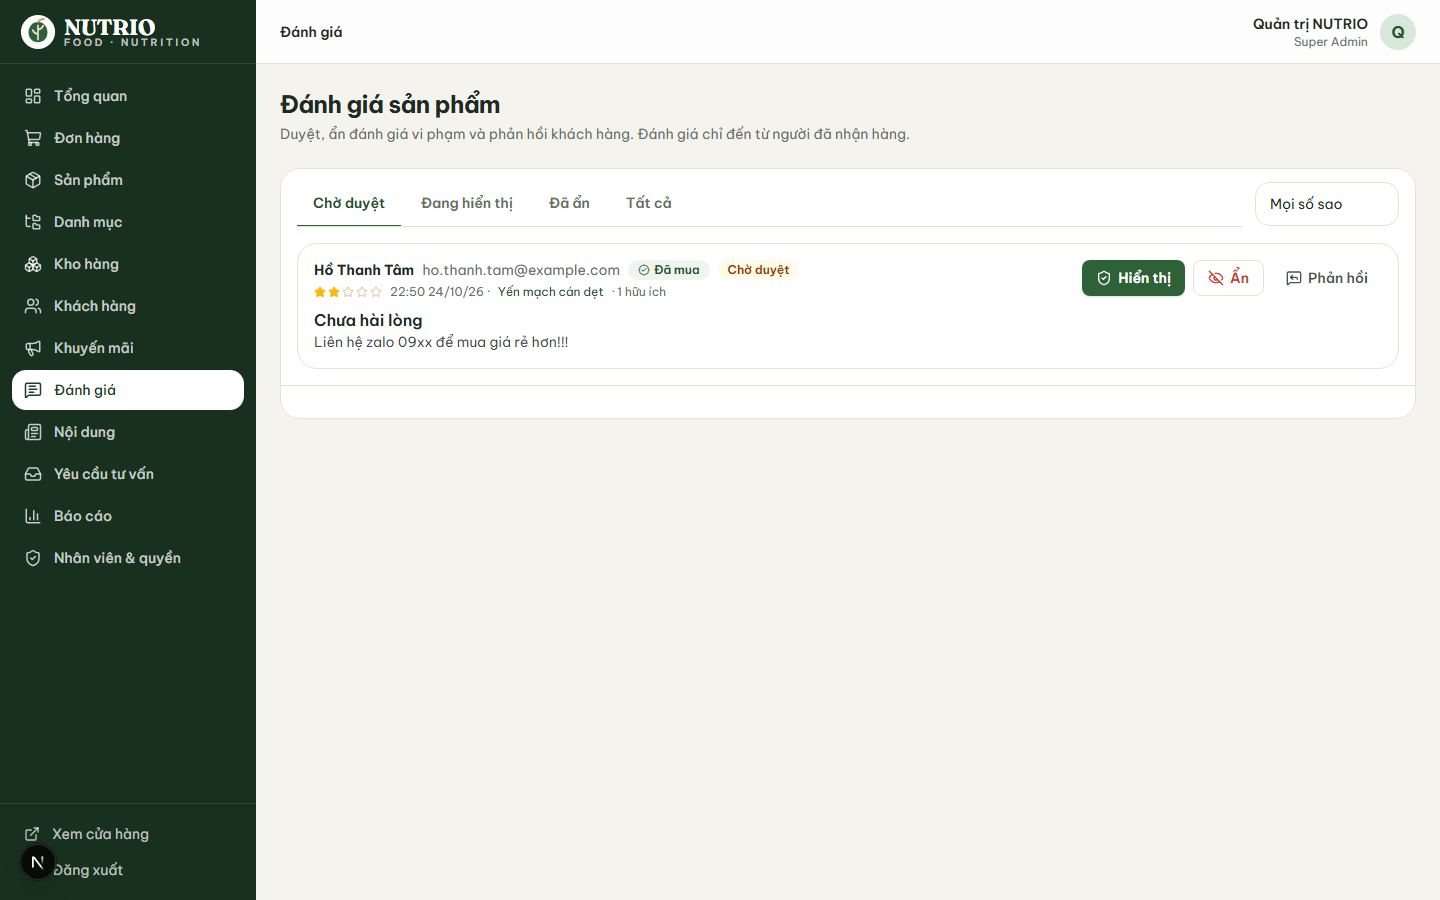 NUTRIO
FOOD · NUTRITION
Tổng quan
Đơn hàng
Sản phẩm
Danh mục
Kho hàng
Khách hàng
Khuyến mãi
Đánh giá
Nội dung
Yêu cầu tư vấn
Báo cáo
Nhân viên & quyền
Xem cửa hàng
N
Đăng xuất
Đánh giá
Quản trị NUTRIO
Super Admin
Q
Đánh giá sản phẩm
Duyệt, ẩn đánh giá vi phạm và phản hồi khách hàng. Đánh giá chỉ đến từ người đã nhận hàng.
Chờ duyệt Đang hiển thị Đã ẩn Tất cả Mọi số sao
Hồ Thanh Tâm ho.thanh.tam@example.com Đã mua Chờ duyệt
22:50 24/10/26 · Yến mạch cán dẹt · 1 hữu ích
Hiển thị Ẩn Phản hồi
Chưa hài lòng
Liên hệ zalo 09xx để mua giá rẻ hơn!!!